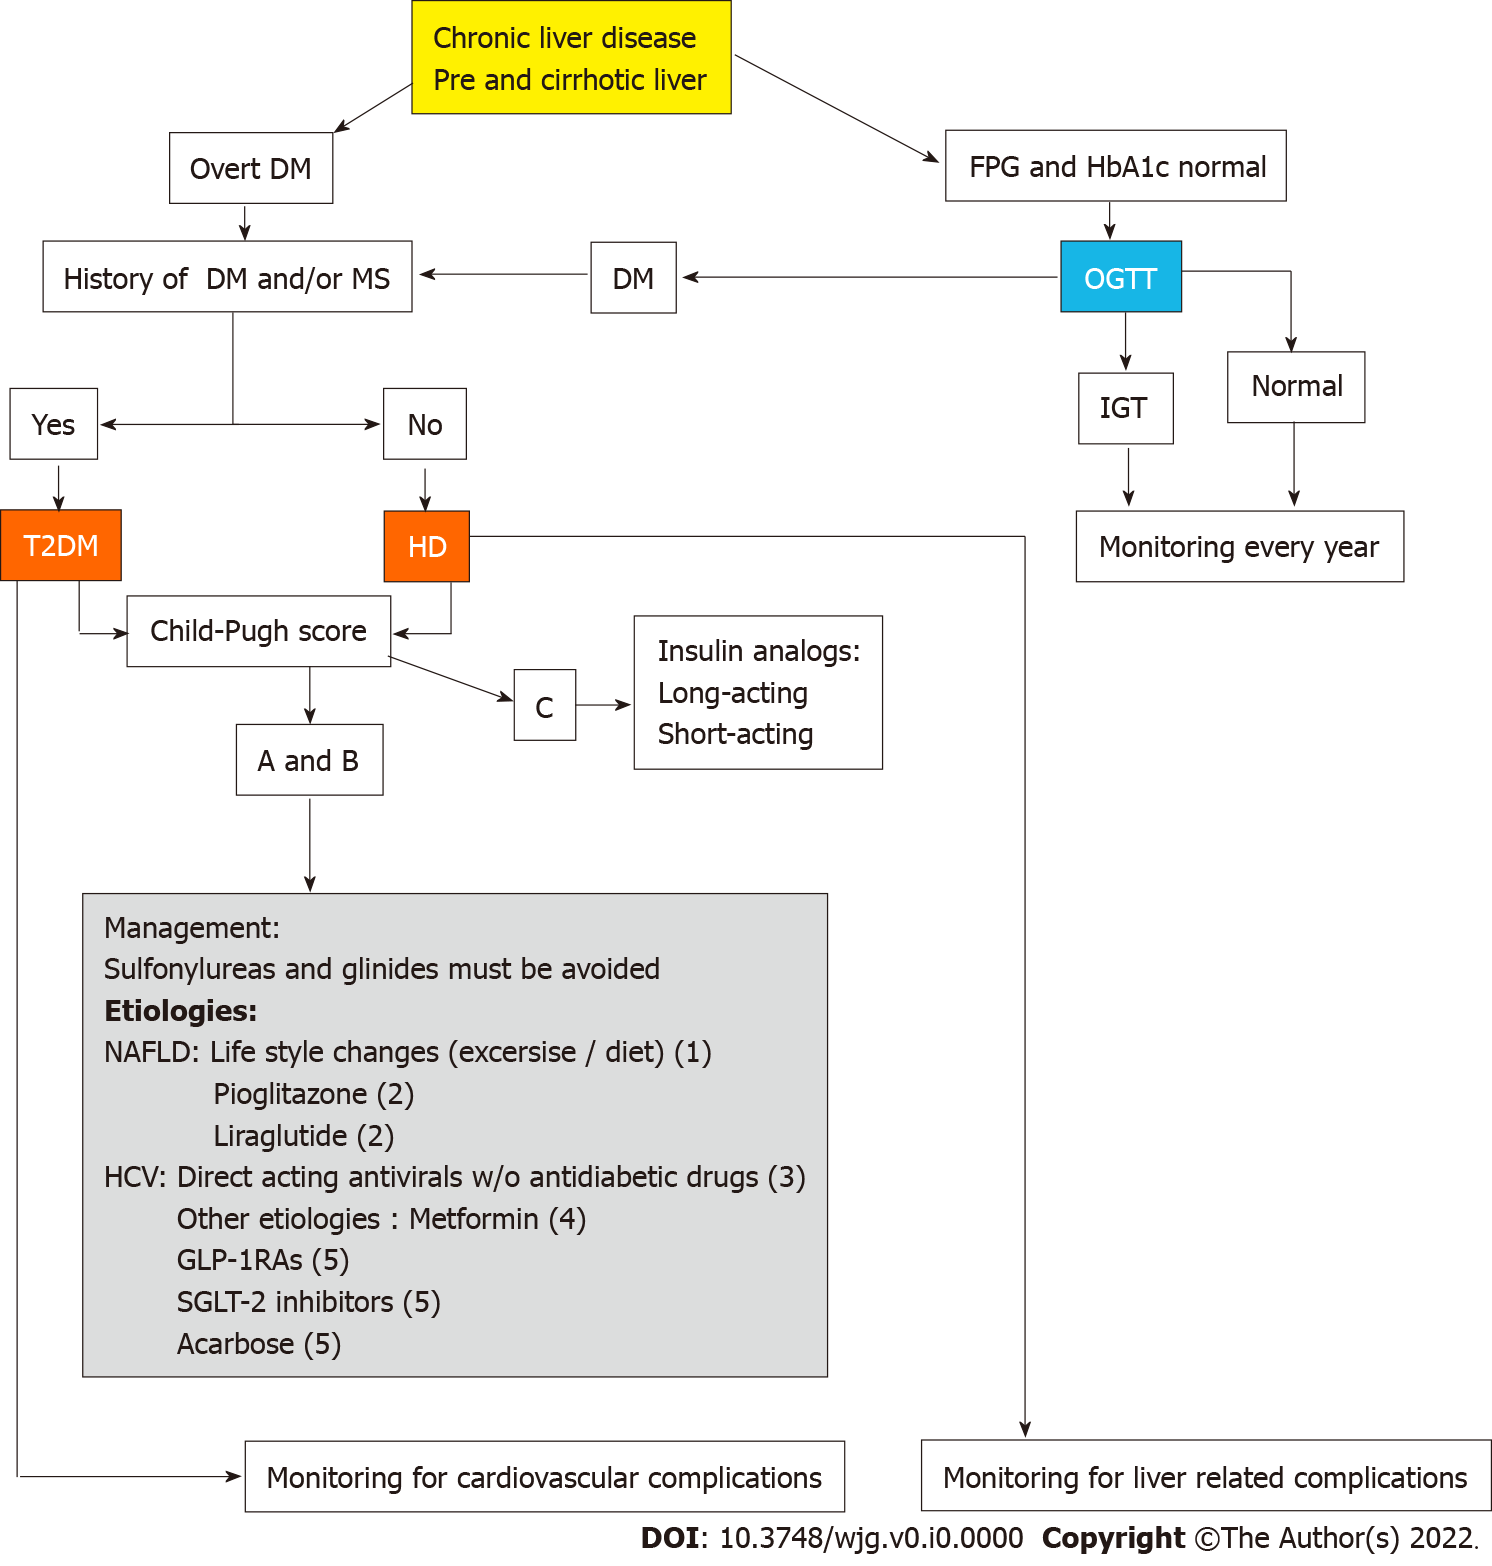 Chronic liver disease
Pre and cirrhotic liver
Overt DM
FPG and HbA1c normal
History of DM and/or MS
DM
OGTT
IGT
Normal
Yes
No
T2DM
HD
Monitoring every year
Child-Pugh score
C
Insulin analogs:
Long-acting
Short-acting
A and B
Management:
Sulfonylureas and glinides must be avoided
Etiologies:
NAFLD: Life style changes (excersise / diet) (1)
Pioglitazone (2)
Liraglutide (2)
HCV: Direct acting antivirals w/o antidiabetic drugs (3)
Other etiologies : Metformin (4)
GLP-1RAs (5)
SGLT-2 inhibitors (5)
Acarbose (5)
Monitoring for cardiovascular complications
Monitoring for liver related complications
DOI: 10.3748/wjg.v0.i0.0000 Copyright ©The Author(s) 2022.